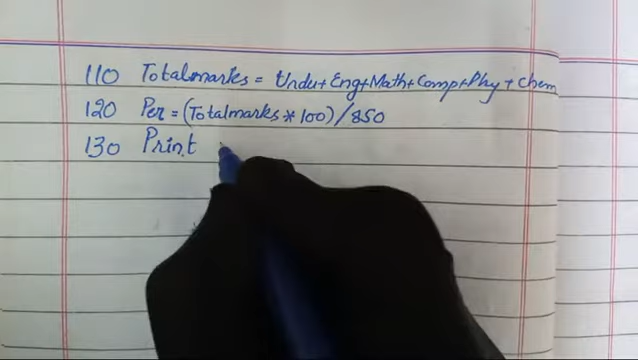 110 Totalmarks = Urdu+Eng+Math+Comp+Phy+Chem
120 Per = (Totalmarks * 100) / 850
130 Print